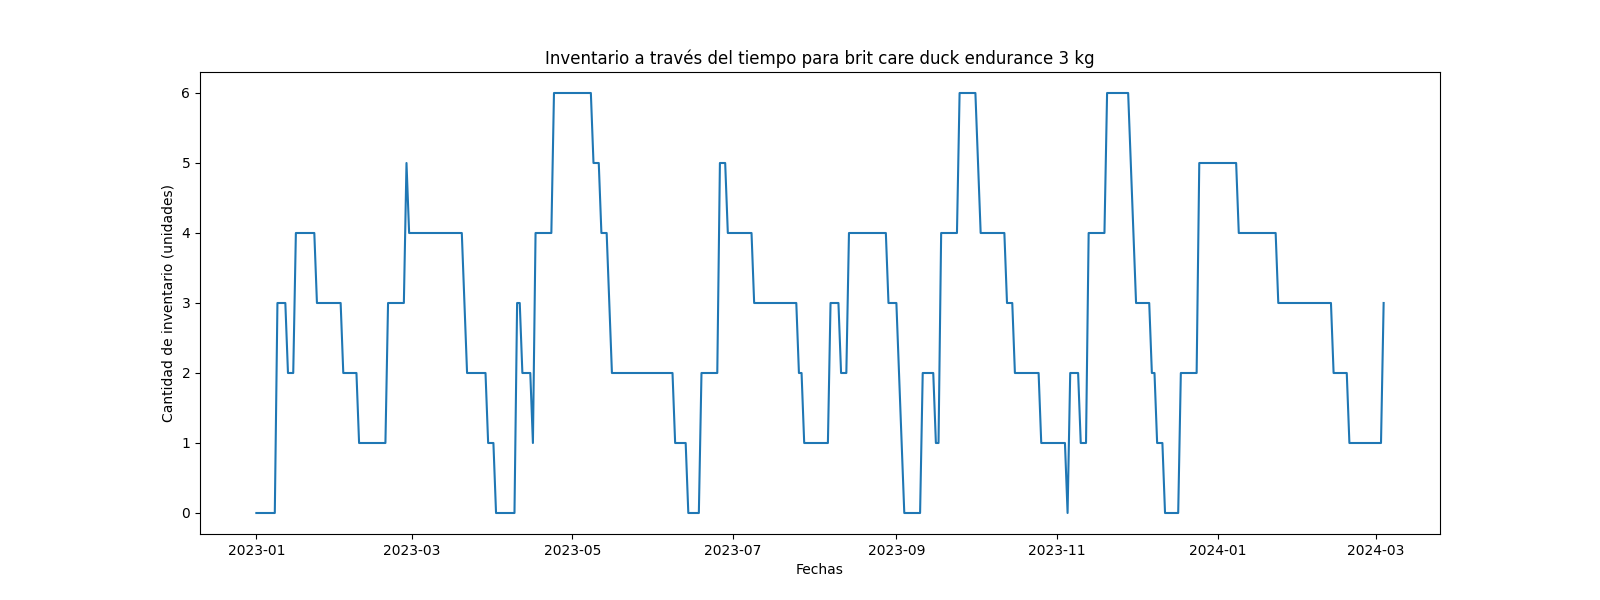 Inventario a través del tiempo para brit care duck endurance 3 kg
Cantidad de inventario (unidades)
6
5
4
3
2
1
0
2023-01 2023-03 2023-05 2023-07 2023-09 2023-11 2024-01 2024-03
Fechas